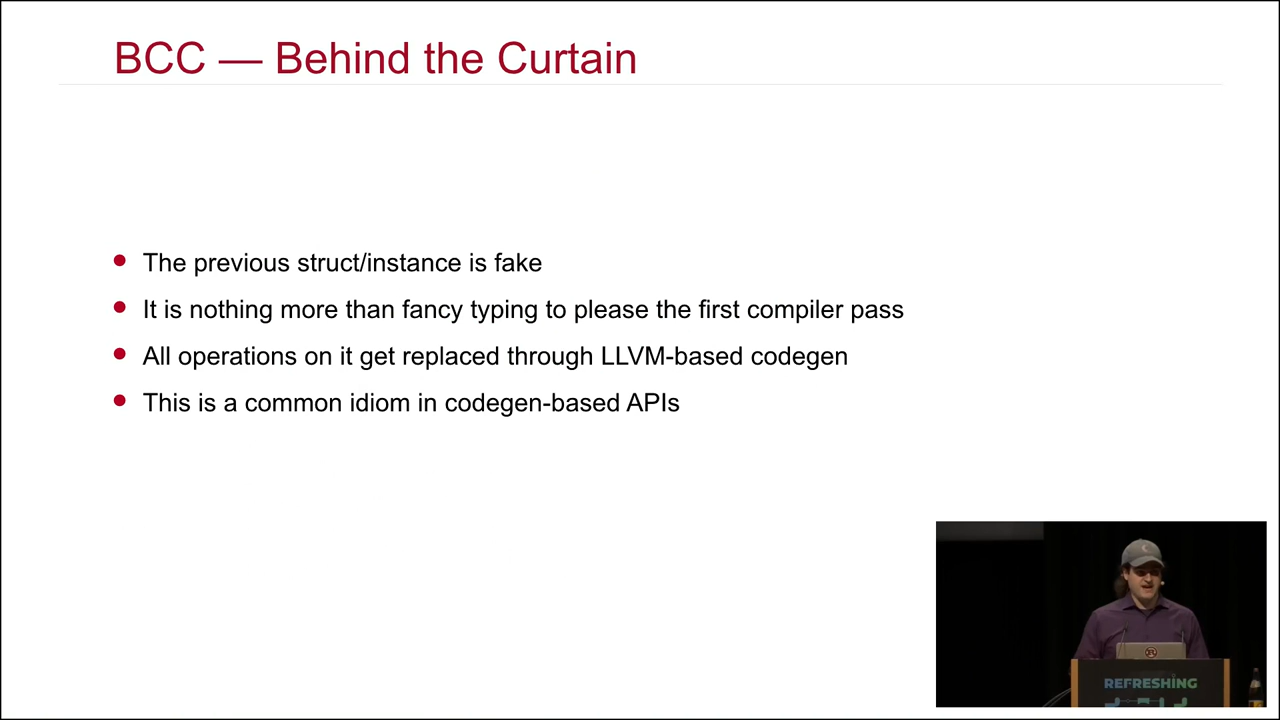 BCC — Behind the Curtain
The previous struct/instance is fake
It is nothing more than fancy typing to please the first compiler pass
All operations on it get replaced through LLVM-based codegen
This is a common idiom in codegen-based APIs
REFRESHING